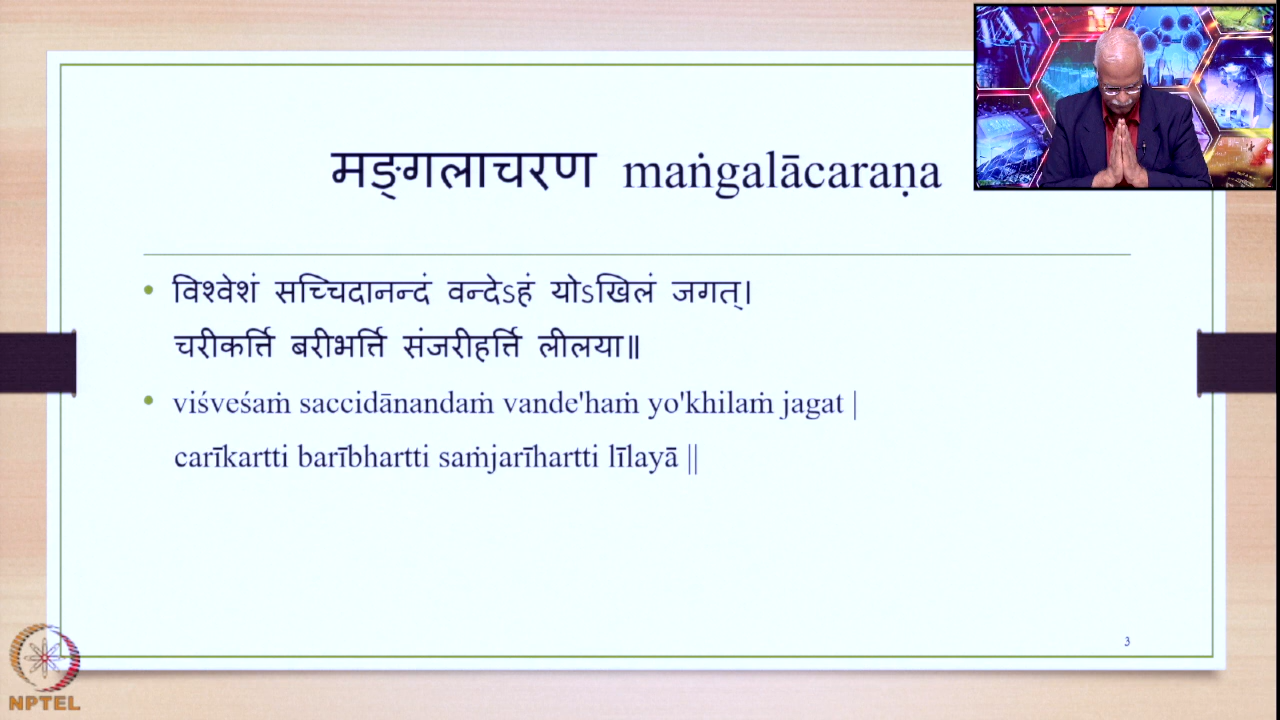 मङ्गलाचरण maṅgalācaraṇa
• विश्वेशं सच्चिदानन्दं वन्देऽहं योऽखिलं जगत्।
चरीकर्त्ति बरीभर्त्ति संजरीहर्त्ति लीलया॥
• viśveśaṁ saccidānandaṁ vande'haṁ yo'khilaṁ jagat |
carīkartti barībhartti saṁjarīhartti līlayā ||
3
NPTEL